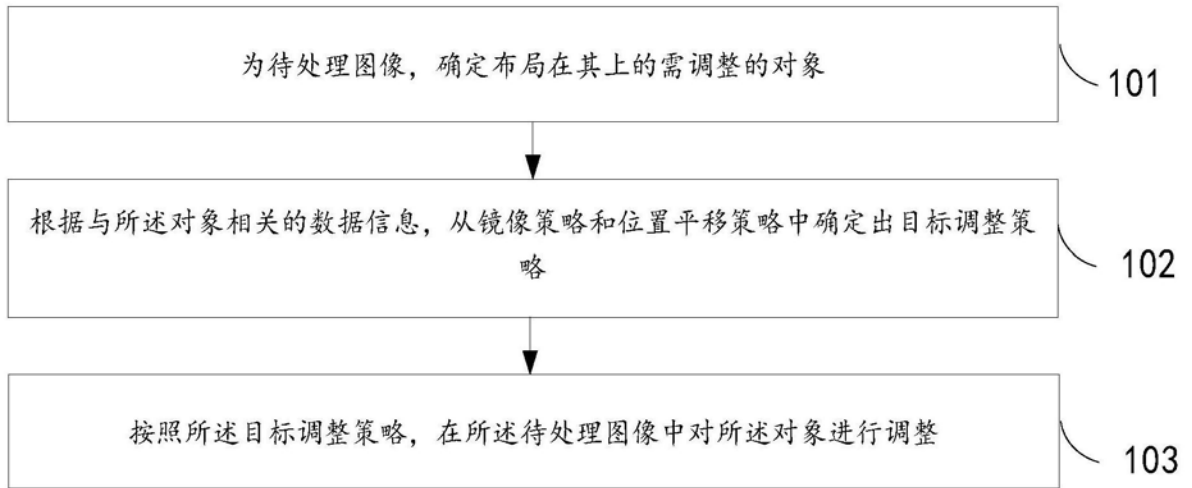 为待处理图像，确定布局在其上的需调整的对象
101
根据与所述对象相关的数据信息，从镜像策略和位置平移策略中确定出目标调整策
略
102
按照所述目标调整策略，在所述待处理图像中对所述对象进行调整
103